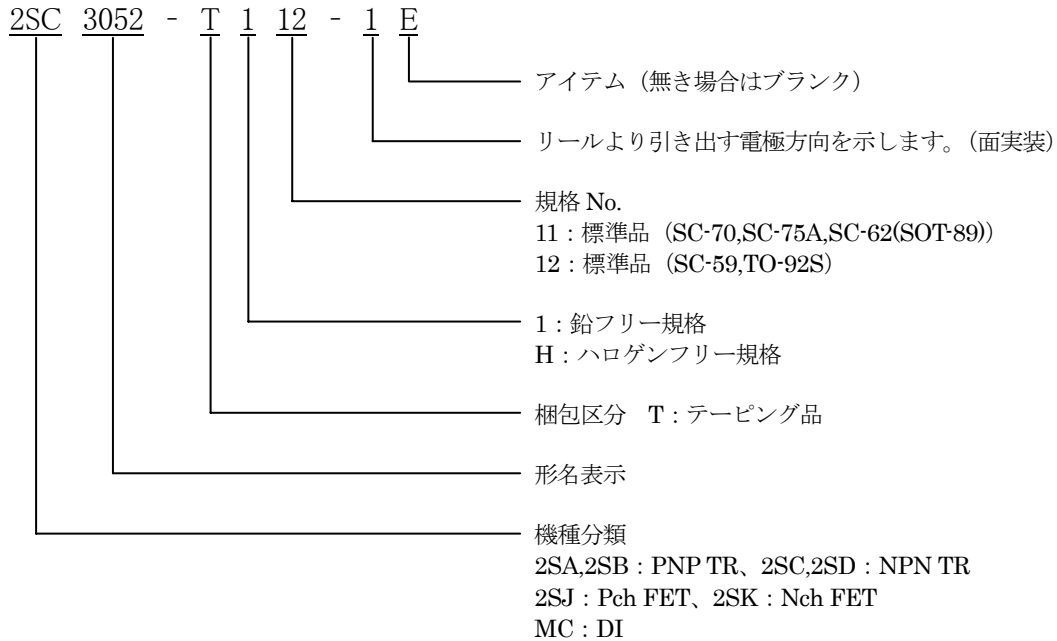 2SC 3052 - T 1 12 - 1 E
アイテム（無き場合はブランク）
リールより引き出す電極方向を示します。（面実装）
規格 No.
11：標準品（SC-70,SC-75A,SC-62(SOT-89)）
12：標準品（SC-59,TO-92S）
1：鉛フリー規格
H：ハロゲンフリー規格
梱包区分　T：テーピング品
形名表示
機種分類
2SA,2SB：PNP TR、2SC,2SD：NPN TR
2SJ：Pch FET、2SK：Nch FET
MC：DI